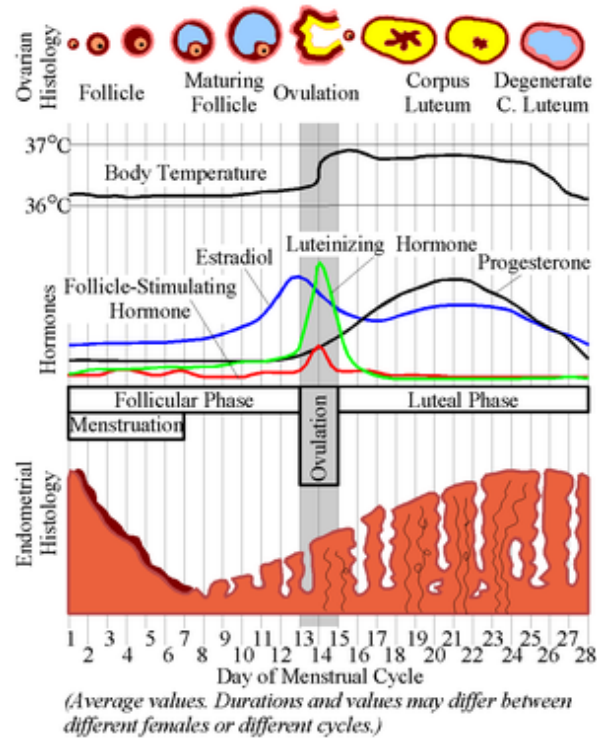 Ovarian
Histology
Follicle
Maturing
Follicle
Ovulation
Corpus
Luteum
Degenerate
C. Luteum
37°C
Body Temperature
36°C
Hormones
Estradiol
Luteinizing Hormone
Progesterone
Follicle-Stimulating
Hormone
Follicular Phase
Luteal Phase
Menstruation
Ovulation
Endometrial
Histology
1 3 5 7 9 11 13 15 17 19 21 23 25 27
2 4 6 8 10 12 14 16 18 20 22 24 26 28
Day of Menstrual Cycle
(Average values. Durations and values may differ between
different females or different cycles.)